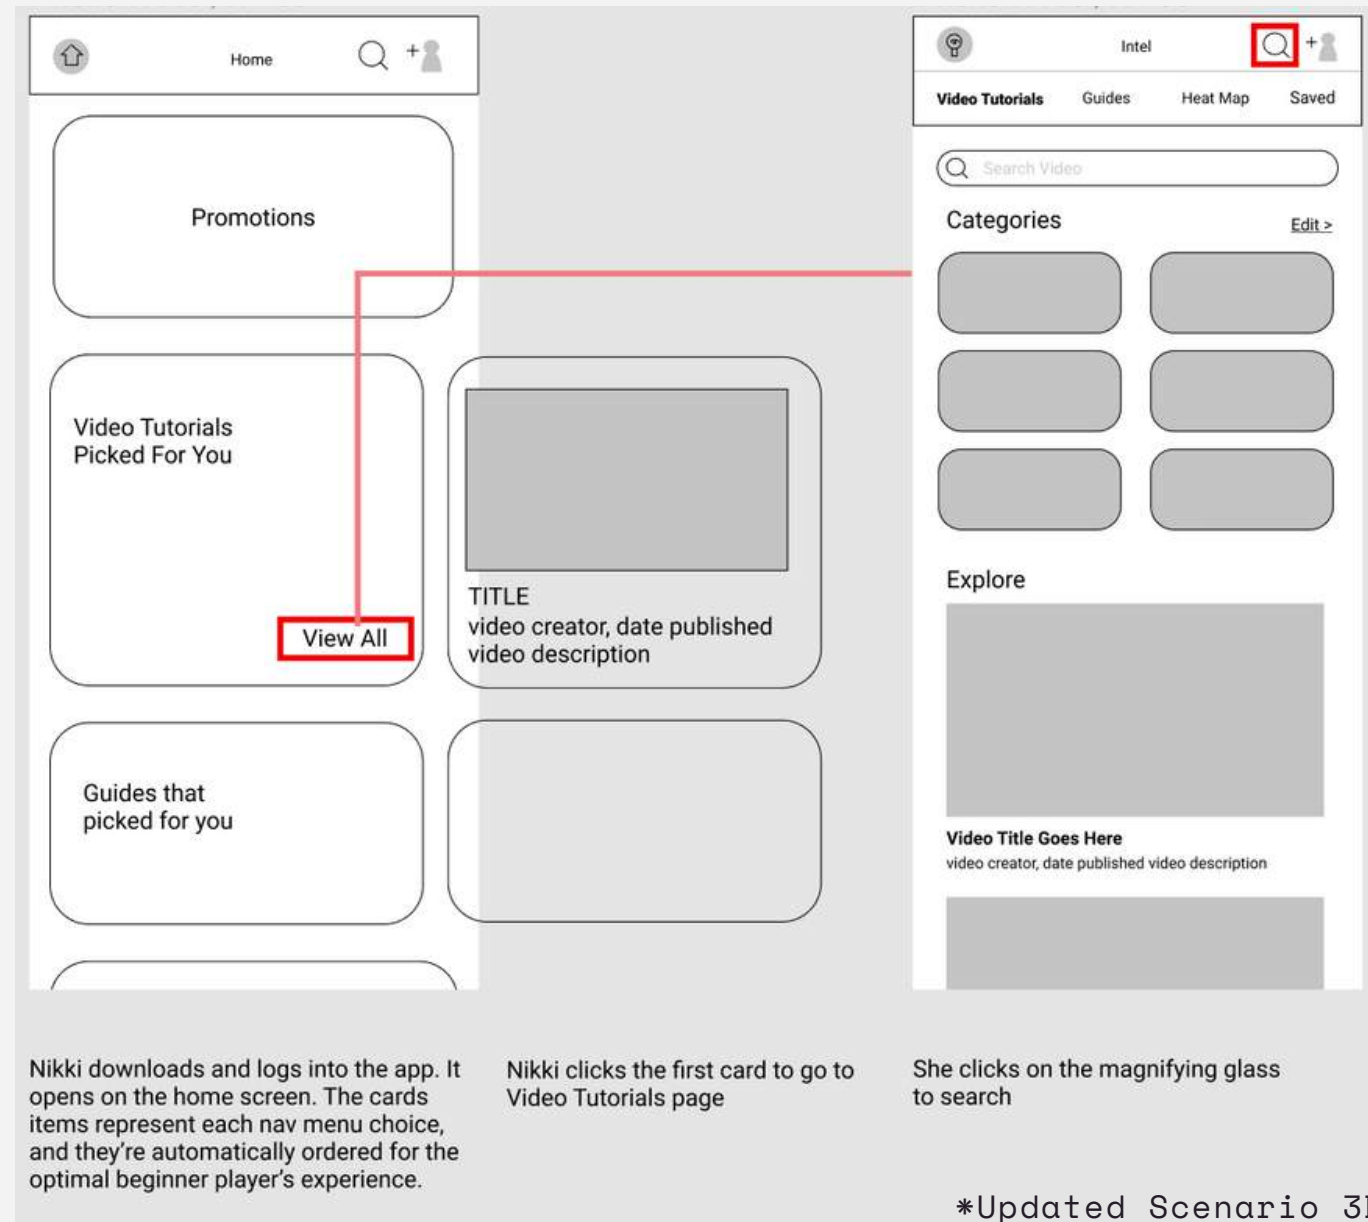 Home
+
Promotions
Video Tutorials
Picked For You
View All
TITLE
video creator, date published
video description
Guides that
picked for you
Intel
+
Video Tutorials Guides Heat Map Saved
Search Video
Categories
Edit >
Explore
Video Title Goes Here
video creator, date published video description
Nikki downloads and logs into the app. It
opens on the home screen. The cards
items represent each nav menu choice,
and they're automatically ordered for the
optimal beginner player's experience.
Nikki clicks the first card to go to
Video Tutorials page
She clicks on the magnifying glass
to search
*Updated Scenario